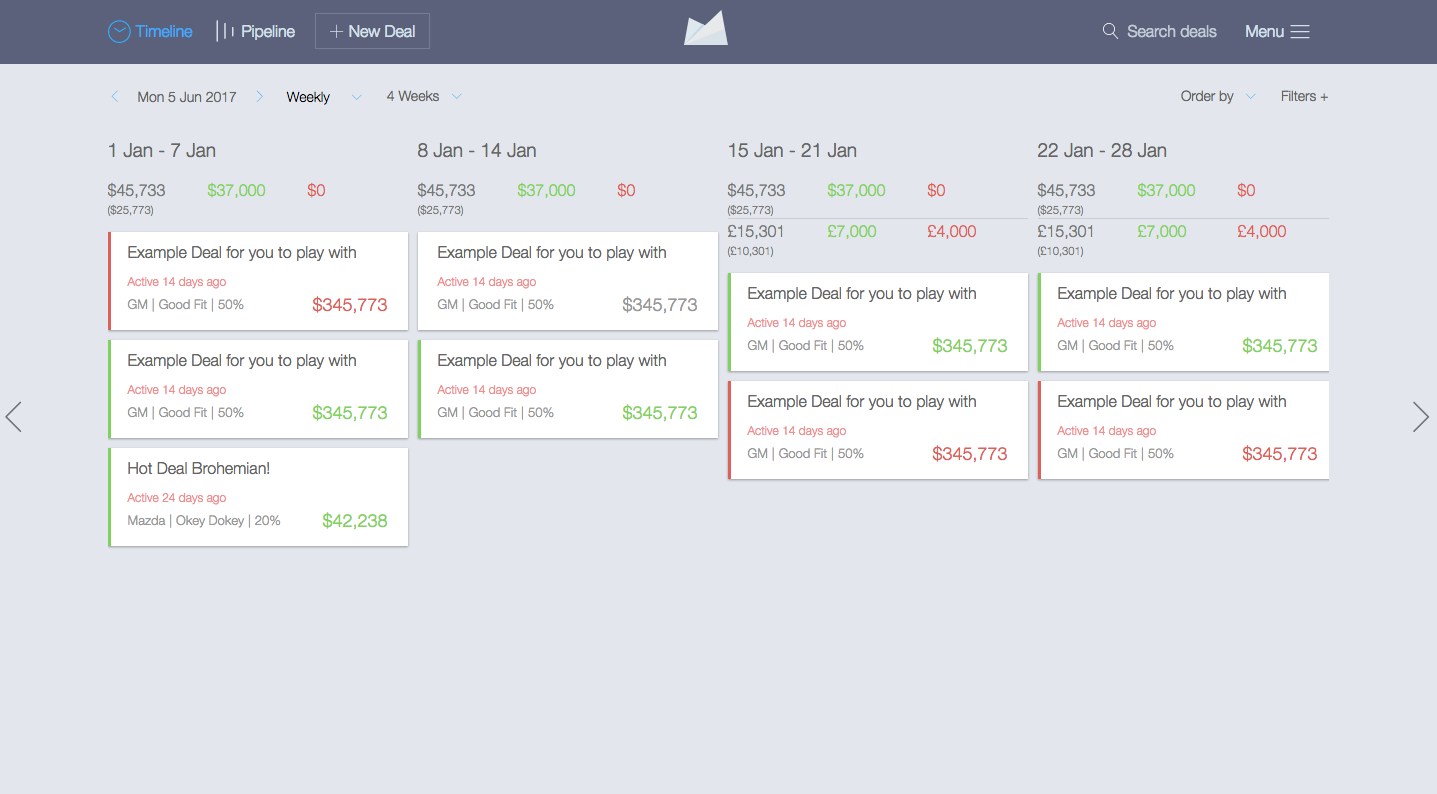 Timeline
Pipeline
+ New Deal
Search deals
Menu
Mon 5 Jun 2017
Weekly
4 Weeks
Order by
Filters +
1 Jan - 7 Jan
$45,733 $37,000 $0
($25,773)
Example Deal for you to play with
Active 14 days ago
GM | Good Fit | 50% $345,773
Example Deal for you to play with
Active 14 days ago
GM | Good Fit | 50% $345,773
Hot Deal Brohemian!
Active 24 days ago
Mazda | Okey Dokey | 20% $42,238
8 Jan - 14 Jan
$45,733 $37,000 $0
($25,773)
Example Deal for you to play with
Active 14 days ago
GM | Good Fit | 50% $345,773
Example Deal for you to play with
Active 14 days ago
GM | Good Fit | 50% $345,773
15 Jan - 21 Jan
$45,733 $37,000 $0
($25,773)
£15,301 £7,000 £4,000
(£10,301)
Example Deal for you to play with
Active 14 days ago
GM | Good Fit | 50% $345,773
Example Deal for you to play with
Active 14 days ago
GM | Good Fit | 50% $345,773
22 Jan - 28 Jan
$45,733 $37,000 $0
($25,773)
£15,301 £7,000 £4,000
(£10,301)
Example Deal for you to play with
Active 14 days ago
GM | Good Fit | 50% $345,773
Example Deal for you to play with
Active 14 days ago
GM | Good Fit | 50% $345,773